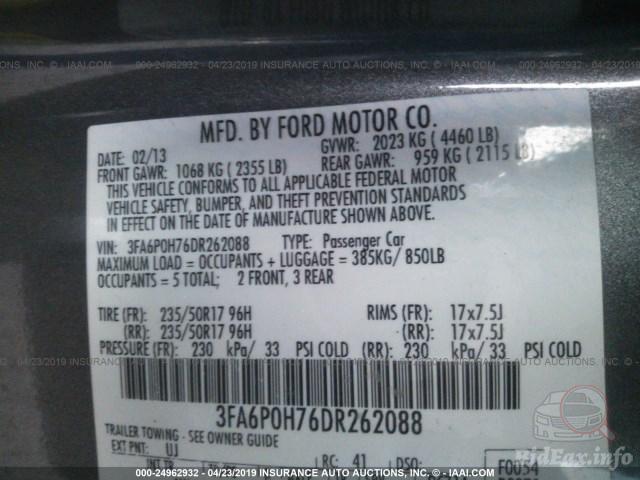 000-24962932 - 04/23/2019 INSURANCE AUTO AUCTIONS, INC. - © IAAI.COM
MFD. BY FORD MOTOR CO.
DATE: 02/13 GVWR: 2023 KG ( 4460 LB)
FRONT GAWR: 1068 KG ( 2355 LB) REAR GAWR: 959 KG ( 2115 LB)
THIS VEHICLE CONFORMS TO ALL APPLICABLE FEDERAL MOTOR
VEHICLE SAFETY, BUMPER, AND THEFT PREVENTION STANDARDS
IN EFFECT ON THE DATE OF MANUFACTURE SHOWN ABOVE.
VIN: 3FA6P0H76DR262088 TYPE: Passenger Car
MAXIMUM LOAD = OCCUPANTS + LUGGAGE = 385KG/ 850LB
OCCUPANTS = 5 TOTAL; 2 FRONT, 3 REAR
TIRE (FR): 235/50R17 96H RIMS (FR): 17x7.5J
(RR): 235/50R17 96H (RR): 17x7.5J
PRESSURE (FR): 230 kPa/ 33 PSI COLD (RR): 230 kPa/ 33 PSI COLD
3FA6P0H76DR262088
TRAILER TOWING - SEE OWNER GUIDE
EXT PNT: UJ RC: 41 DSO: F0054
INT TR
000-24962932 - 04/23/2019 INSURANCE AUTO AUCTIONS, INC. - © IAAI.COM
BidFax.info